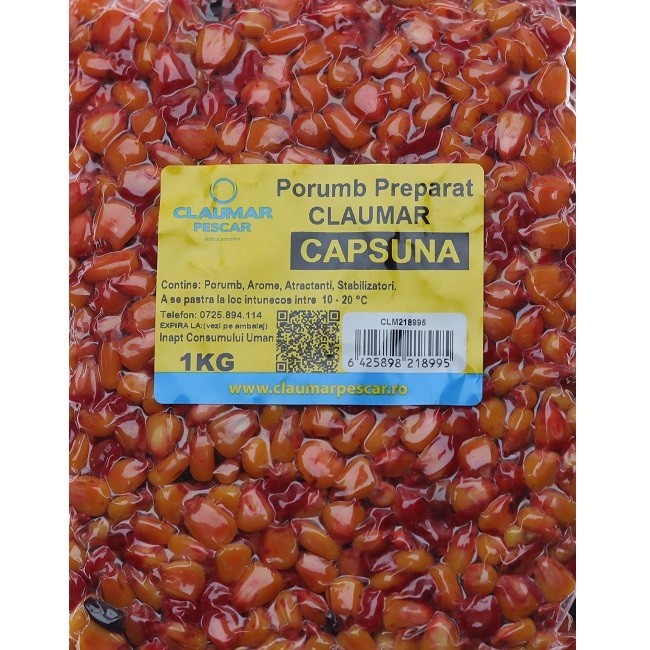 CLAUMAR
PESCAR
Porumb Preparat
CLAUMAR
CAPSUNA
Contine: Porumb, Arome, Atractanti, Stabilizatori.
A se pastra la loc intunecos intre 10 - 20 °C
Telefon: 0725.894.114
EXPIRA LA:(vezi pe ambalaj)
Inapt Consumului Uman
1KG
CLM218995
6 425898 218995
www.claumarpescar.ro